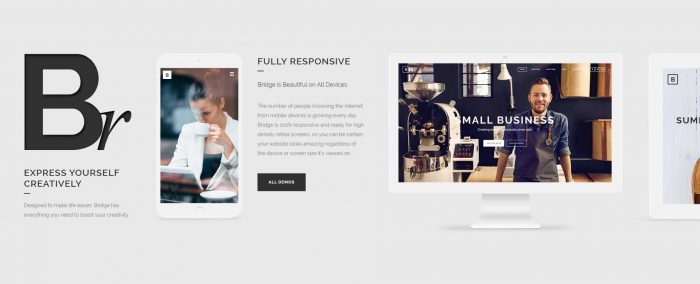 Br
EXPRESS YOURSELF
CREATIVELY
Designed to make life easier, Bridge has
everything you need to boost your creativity.
B
FULLY RESPONSIVE
Bridge is Beautiful on All Devices
The number of people browsing the internet
from mobile devices is growing every day.
Bridge is 100% responsive and ready for high
density retina screens, so you can be certain
your website looks amazing regardless of
the device or screen size it's viewed on.
ALL DEMOS
B
SMALL BUSINESS
B
SUMM